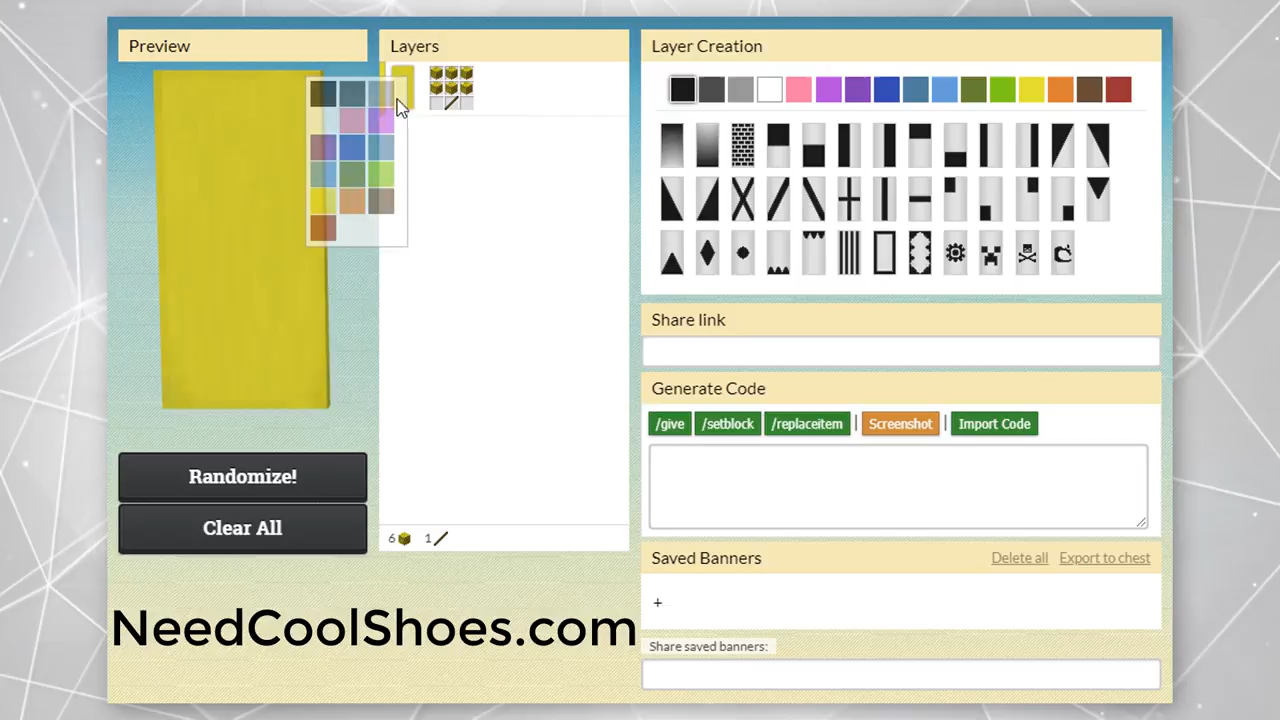 Preview
Layers
Layer Creation
Share link
Generate Code
/give /setblock /replaceitem | Screenshot | Import Code
Randomize!
Clear All
6 1
Saved Banners Delete all Export to chest
+
NeedCoolShoes.com
Share saved banners: